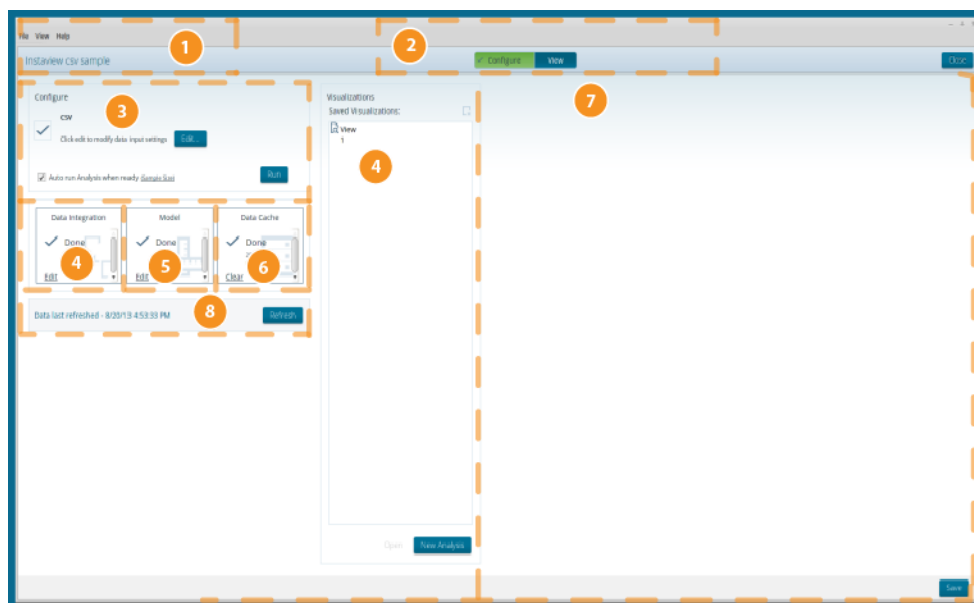 File View Help
1
2
Instaview csv sample
Configure View
Close
Configure
3
csv
Click edit to modify data input settings Edit...
Auto run Analysis when ready (Sample Size)
Run
Visualizations
Saved Visualizations:
View
1
4
7
Data Integration
Done
4
Edit
Model
Done
5
Edit
Data Cache
Done
6
Clear
8
Data last refreshed - 8/20/13 4:53:33 PM
Refresh
Open New Analysis
Save